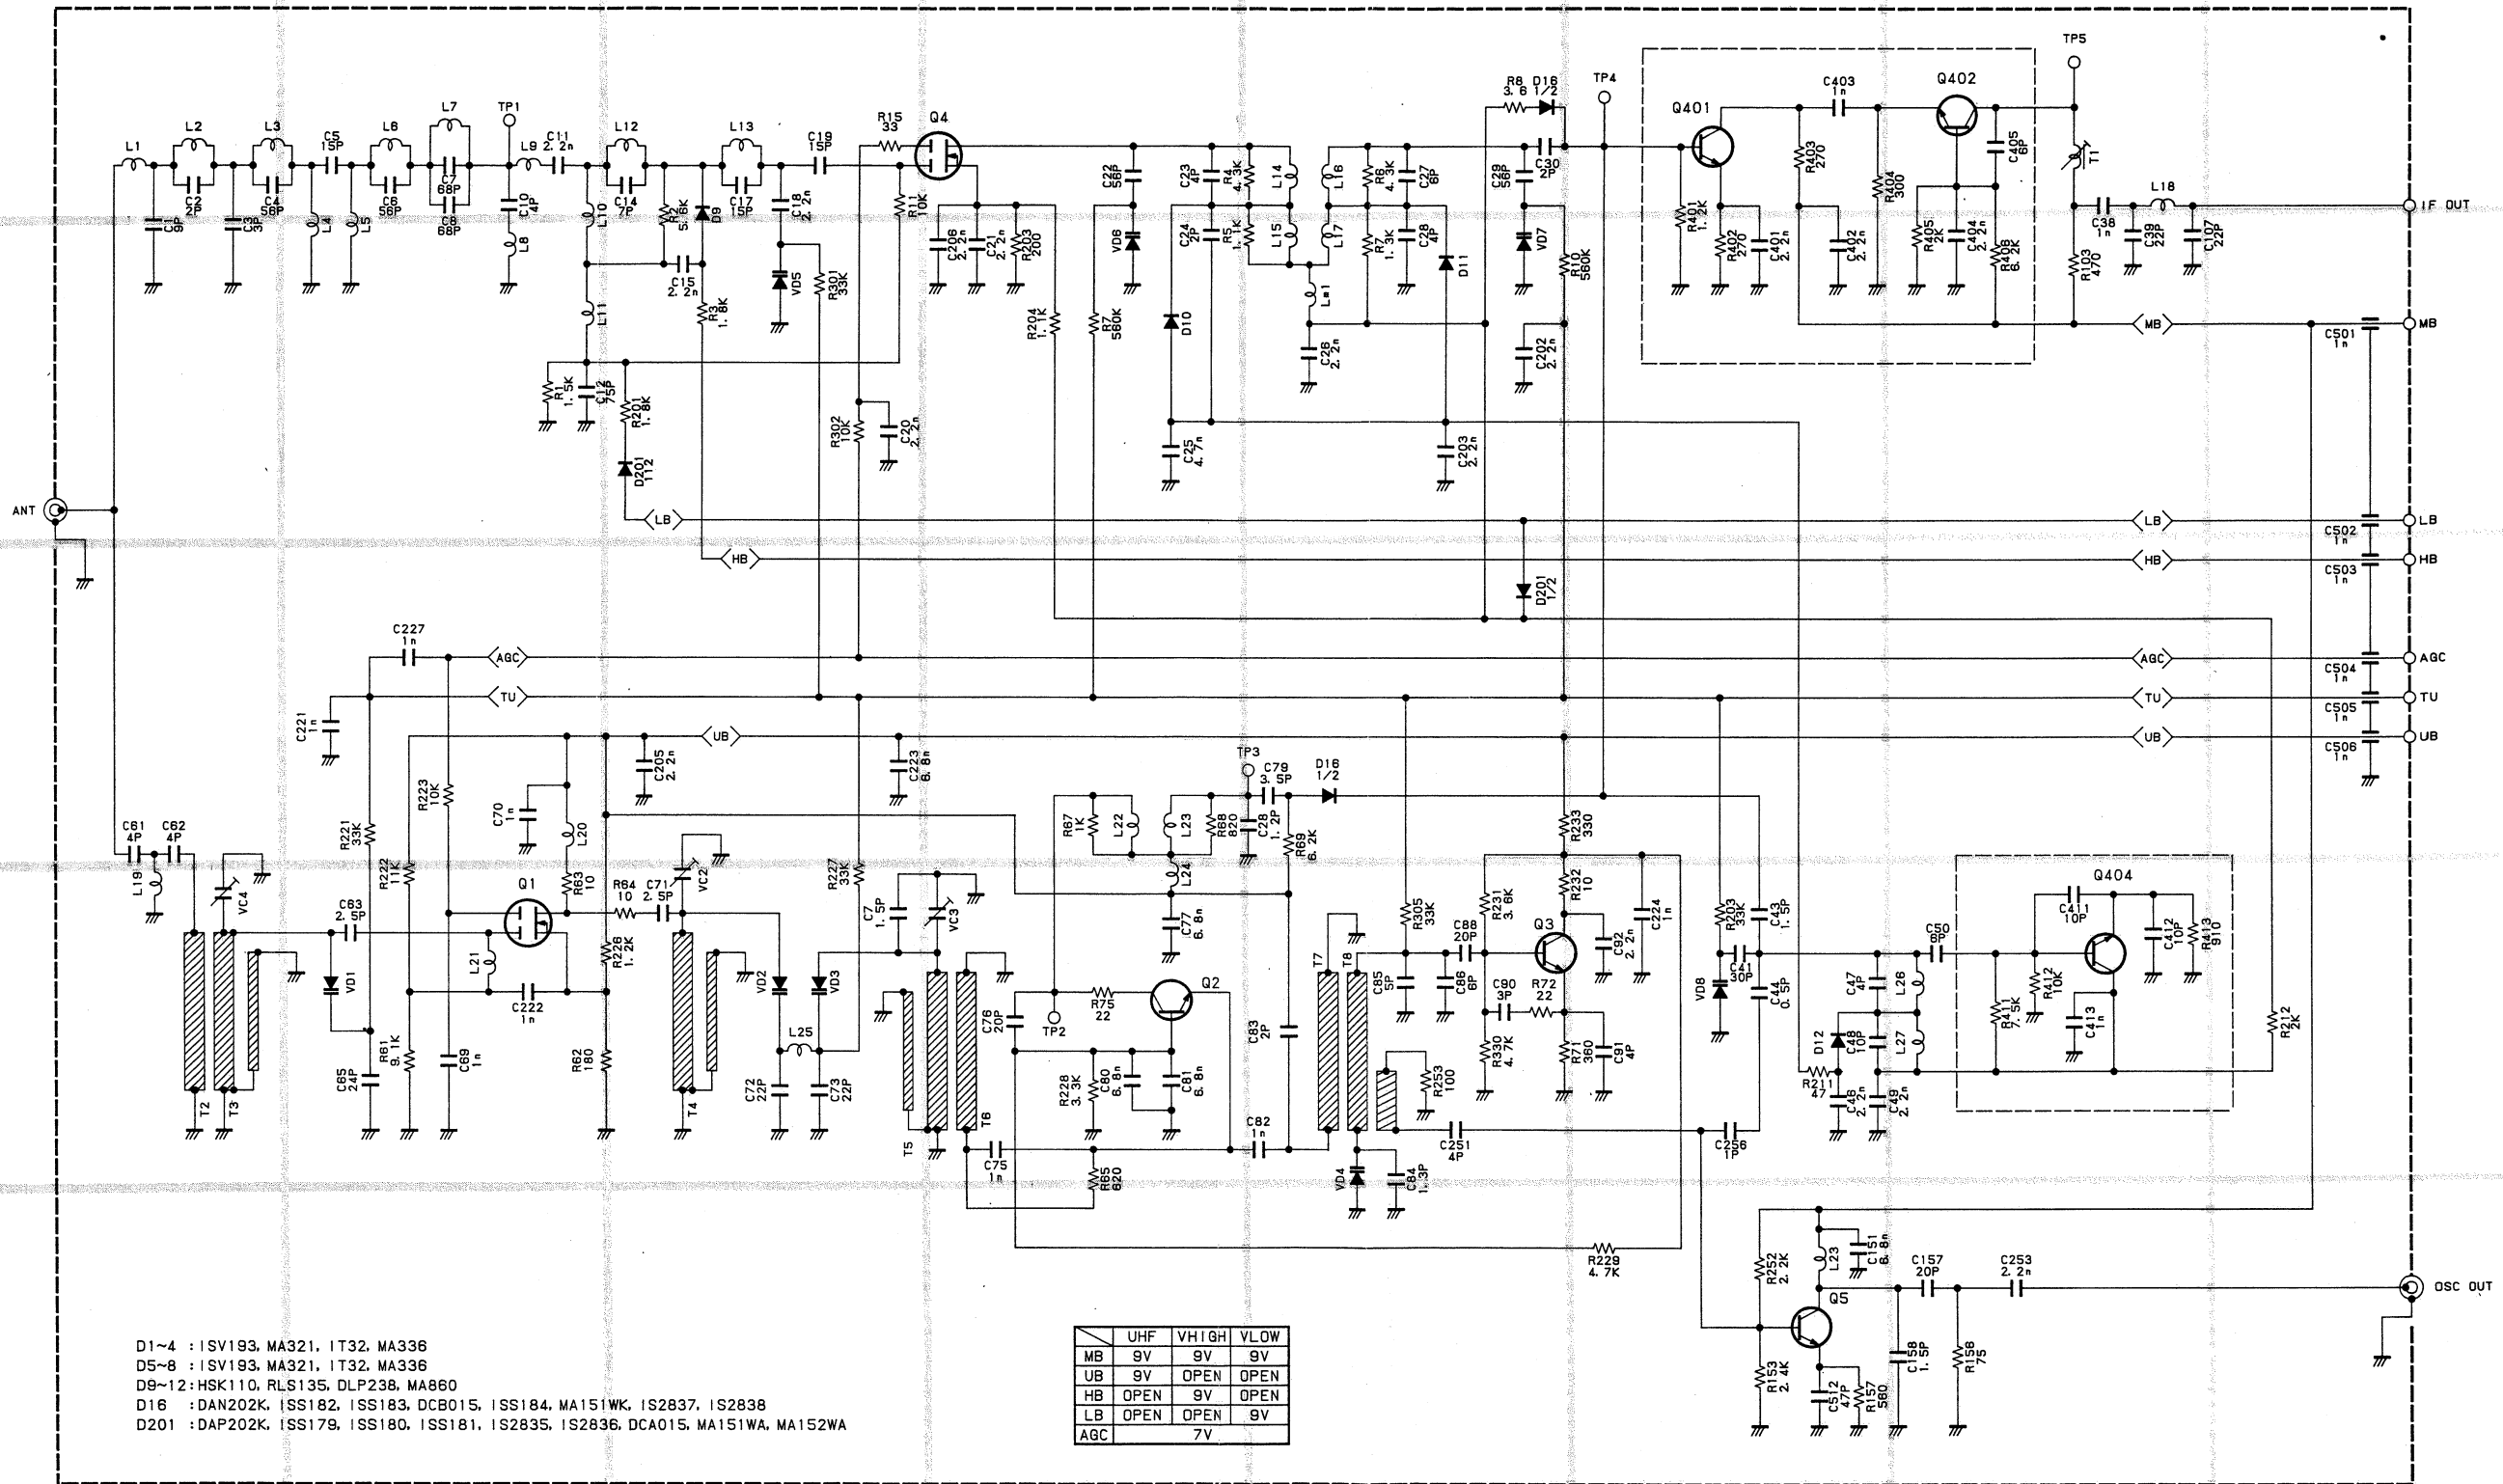 TP5
R8 D16
3.6 1/2
TP4
C403
1n
Q402
Q401
L7
TP1
R15
33
Q4
L1
L2
L3
C5
15P
L6
L9
C11
2.2n
L12
L13
C19
15P
C2
2P
C4
56P
C6
56P
C7
68P
C8
68P
C14
7P
C17
15P
C30
2P
C1
9P
C3
3P
L4
L5
C10
4P
L8
L10
R2
5.6K
D9
C18
2.2n
R11
10K
C22
56P
C23
4P
R4
4.3K
L14
L16
R6
4.3K
C27
6P
C29
56P
R403
270
R404
300
C405
6P
T1
L18
IF OUT
C38
1n
C39
22P
C107
22P
C15
2.2n
VD5
R301
33K
C206
2.2n
C21
2.2n
R203
200
VD6
C24
2P
R5
1.1K
L15
L17
R7
1.3K
C28
4P
D11
VD7
R10
560K
R401
1.2K
R402
270
C401
2.2n
C402
2.2n
R405
2K
C404
2.2n
R406
6.2K
R103
470
L11
R3
1.8K
R204
1.1K
R7
560K
D10
Lm1
C26
2.2n
C202
2.2n
MB
C501
1n
MB
R1
1.5K
C12
75P
R201
1.8K
R302
10K
C20
2.2n
C25
4.7n
C203
2.2n
D201
112
ANT
LB
LB
C502
1n
LB
HB
HB
C503
1n
HB
D201
1/2
C227
1n
AGC
AGC
C504
1n
AGC
TU
TU
C505
1n
TU
C221
1n
UB
UB
C506
1n
UB
C205
2.2n
C223
6.8n
TP3
C79
3.5P
D16
1/2
R223
10K
C70
1n
L20
R221
33K
R222
11K
R67
1K
L22
L23
R68
820
C28
1.2P
R69
6.2K
R233
330
C61
4P
C62
4P
L19
VC4
Q1
R63
10
R64
10
C71
2.5P
VC2
R227
33K
L24
C7
1.5P
VC3
C77
6.8n
R232
10
R231
3.6K
R305
33K
C88
20P
Q3
C224
1n
C92
2.2n
R203
33K
C43
1.5P
Q404
C411
10P
C412
10P
R413
910
C63
2.5P
VD1
L21
R226
1.2K
C222
1n
VD2
VD3
L25
C76
20P
R75
22
Q2
TP2
C83
2P
T7
T8
C85
5P
C86
6P
C90
3P
R72
22
C41
30P
VD8
C44
0.5P
C47
4P
L26
C50
6P
R411
7.5K
R412
10K
C413
1n
R212
2K
R61
9.1K
C65
24P
C69
1n
R62
180
C72
22P
C73
22P
R228
3.3K
C80
6.8n
C81
6.8n
R330
4.7K
R71
360
C91
4P
R253
100
D12
C48
10P
L27
R211
47
C46
2.2n
C49
2.2n
T2
T3
T4
T5
T6
C75
1n
R65
620
C82
1n
VD4
C84
1.3P
C251
4P
C256
1P
R229
4.7K
R252
2.2K
L23
C151
6.8n
C157
20P
C253
2.2n
OSC OUT
Q5
R153
2.4K
C512
47P
R157
560
C158
1.5P
R156
75
D1~4 :ISV193, MA321, IT32, MA336
D5~8 :ISV193, MA321, IT32, MA336
D9~12:HSK110, RLS135, DLP238, MA860
D16 :DAN202K, ISS182, ISS183, DCB015, ISS184, MA151WK, IS2837, IS2838
D201 :DAP202K, ISS179, ISS180, ISS181, IS2835, IS2836, DCA015, MA151WA, MA152WA
UHF VHIGH VLOW
MB 9V 9V 9V
UB 9V OPEN OPEN
HB OPEN 9V OPEN
LB OPEN OPEN 9V
AGC 7V